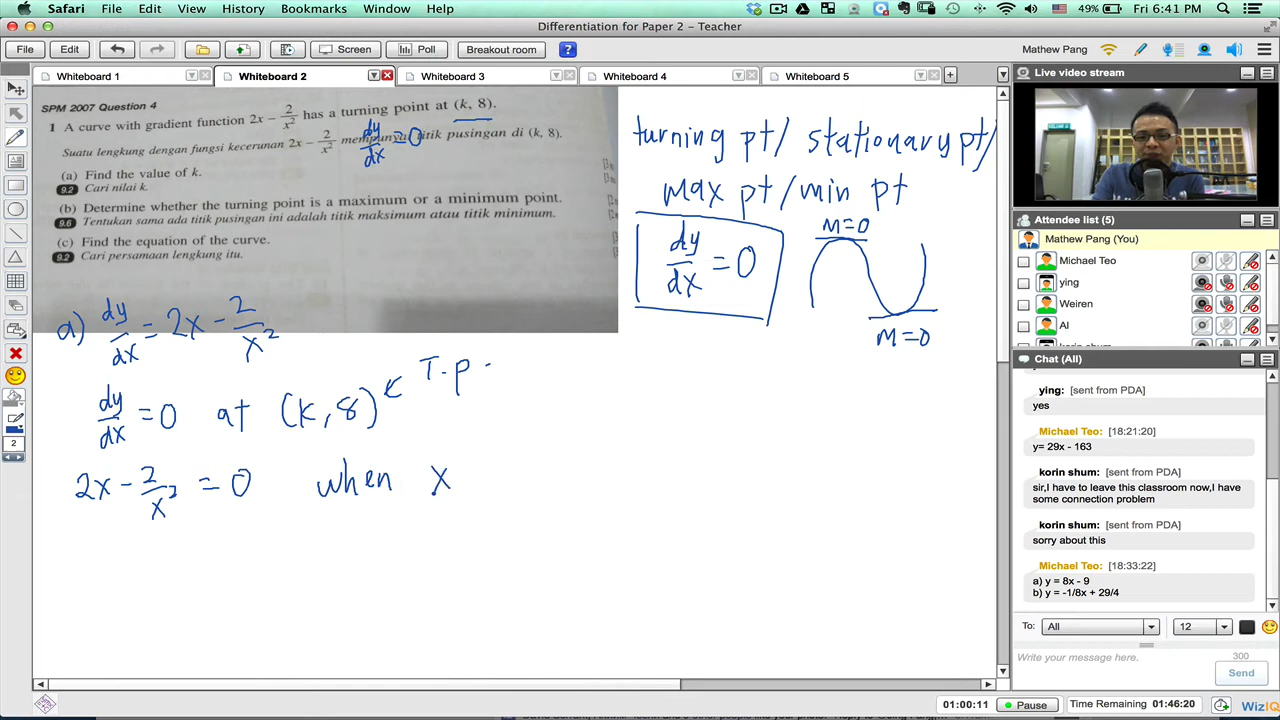 Safari File Edit View History Bookmarks Window Help
49% Fri 6:41 PM
Differentiation for Paper 2 - Teacher
File Edit Screen Poll Breakout room ? Mathew Pang
Whiteboard 1 Whiteboard 2 Whiteboard 3 Whiteboard 4 Whiteboard 5
SPM 2007 Question 4
1 A curve with gradient function 2x − 2/x² has a turning point at (k, 8).
dy/dx = 0
Suatu lengkung dengan fungsi kecerunan 2x − 2/x² mempunyai titik pusingan di (k, 8).
(a) Find the value of k.
9.2 Cari nilai k.
(b) Determine whether the turning point is a maximum or a minimum point.
9.6 Tentukan sama ada titik pusingan ini adalah titik maksimum atau titik minimum.
(c) Find the equation of the curve.
9.2 Cari persamaan lengkung itu.
a) dy/dx = 2x − 2/x²
T.P.
dy/dx = 0 at (k, 8)
2x − 2/x² = 0 when x
turning pt/ stationary pt/
max pt/min pt
m=0
dy/dx = 0
m=0
2
Live video stream
Attendee list (5)
Mathew Pang (You)
Michael Teo
ying
Weiren
Al
korin shum
Chat (All)
ying: [sent from PDA]
yes
Michael Teo: [18:21:20]
y= 29x - 163
korin shum: [sent from PDA]
sir,I have to leave this classroom now,I have
some connection problem
korin shum: [sent from PDA]
sorry about this
Michael Teo: [18:33:22]
a) y = 8x - 9
b) y = -1/8x + 29/4
To: All 12
Write your message here.
300
Send
01:00:11 Pause Time Remaining 01:46:20 WizIQ